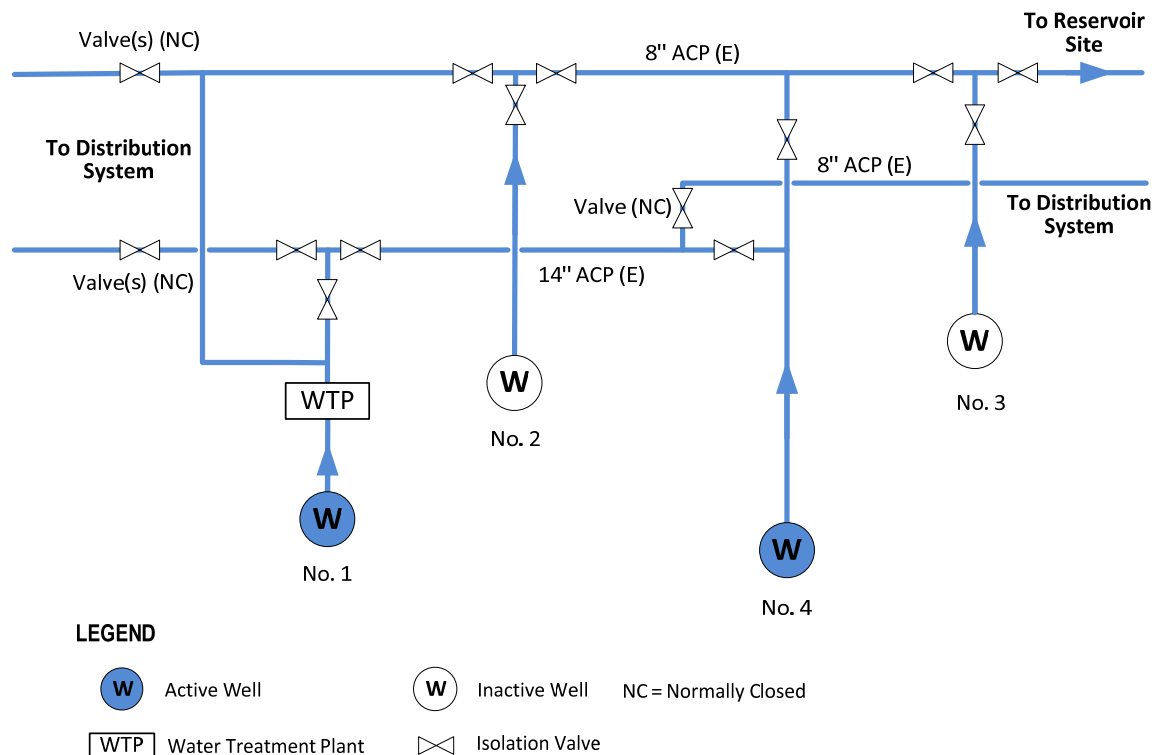 To Reservoir
Site
Valve(s) (NC)
8" ACP (E)
To Distribution
System
8" ACP (E)
Valve (NC)
To Distribution
System
Valve(s) (NC)
14" ACP (E)
WTP
W
No. 2
W
No. 3
W
No. 1
W
No. 4
LEGEND
W Active Well
W Inactive Well
NC = Normally Closed
WTP Water Treatment Plant
Isolation Valve